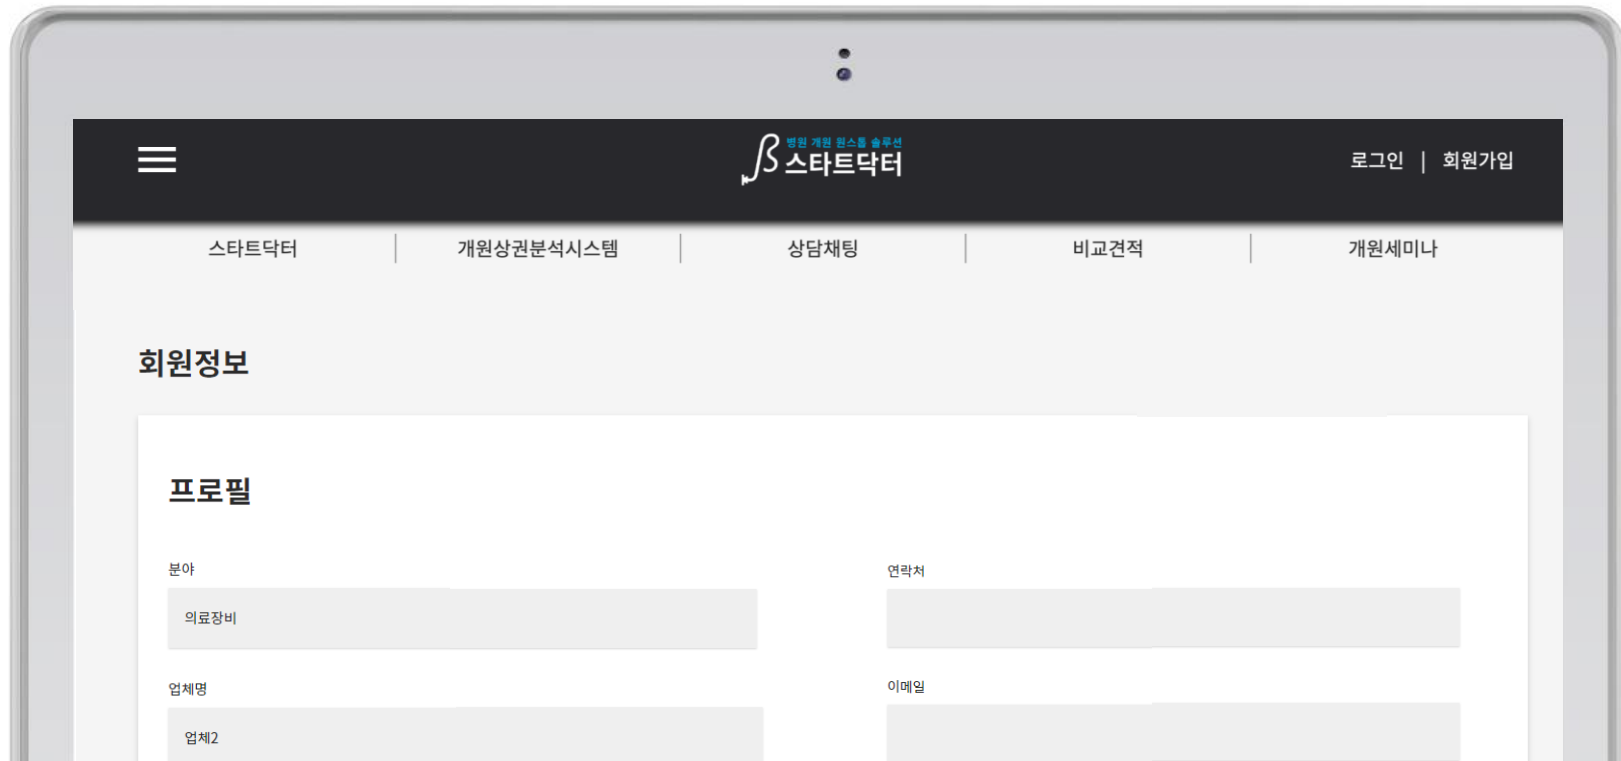 병원 개원 원스톱 솔루션
스타트닥터
로그인 | 회원가입
스타트닥터 | 개원상권분석시스템 | 상담채팅 | 비교견적 | 개원세미나
회원정보
프로필
분야
연락처
의료장비
업체명
이메일
업체2